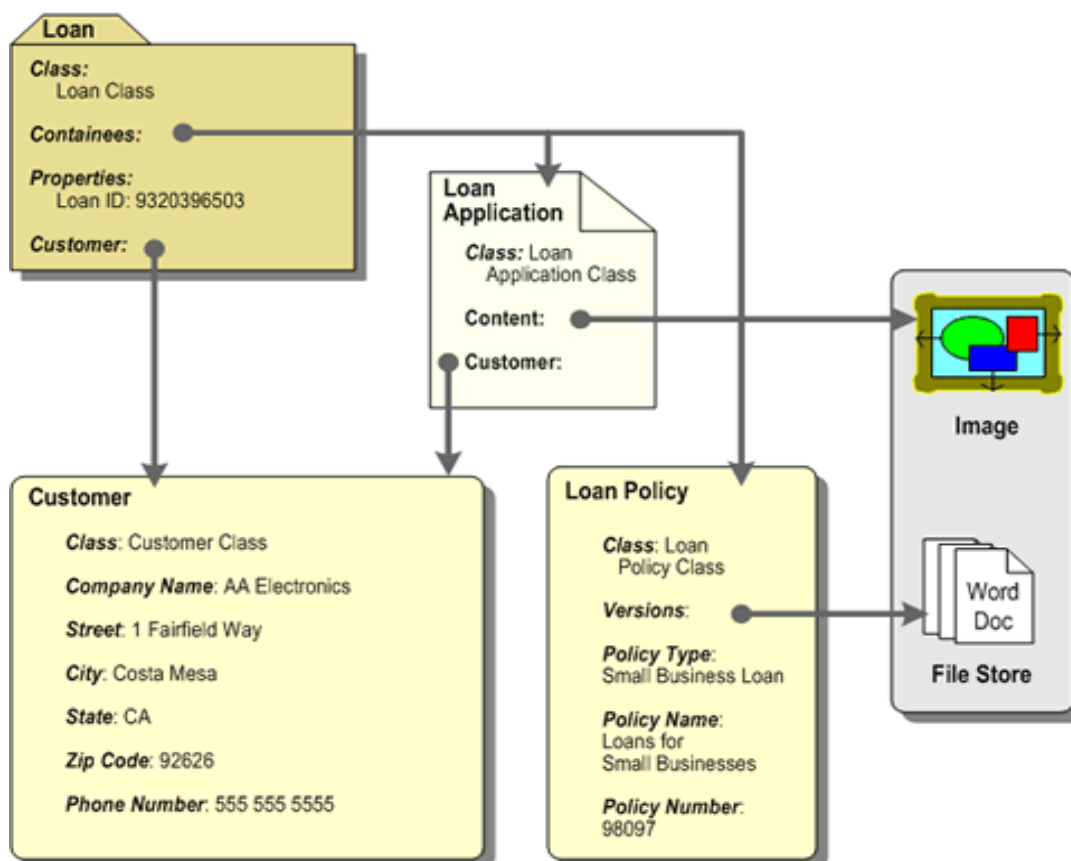 Loan
Class:
Loan Class
Containees:
Properties:
Loan ID: 9320396503
Customer:
Loan
Application
Class: Loan
Application Class
Content:
Customer:
Image
Word
Doc
File Store
Customer
Class: Customer Class
Company Name: AA Electronics
Street: 1 Fairfield Way
City: Costa Mesa
State: CA
Zip Code: 92626
Phone Number: 555 555 5555
Loan Policy
Class: Loan
Policy Class
Versions:
Policy Type:
Small Business Loan
Policy Name:
Loans for
Small Businesses
Policy Number:
98097